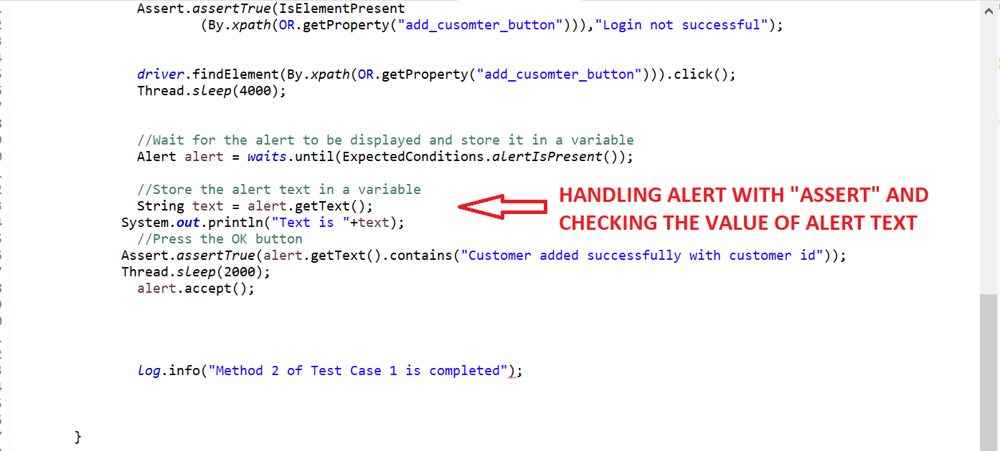 Assert.assertTrue(IsElementPresent
(By.xpath(OR.getProperty("add_cusomter_button"))),"Login not successful");
driver.findElement(By.xpath(OR.getProperty("add_cusomter_button"))).click();
Thread.sleep(4000);
//Wait for the alert to be displayed and store it in a variable
Alert alert = waits.until(ExpectedConditions.alertIsPresent());
//Store the alert text in a variable
String text = alert.getText();
HANDLING ALERT WITH "ASSERT" AND
CHECKING THE VALUE OF ALERT TEXT
System.out.println("Text is "+text);
//Press the OK button
Assert.assertTrue(alert.getText().contains("Customer added successfully with customer id"));
Thread.sleep(2000);
alert.accept();
log.info("Method 2 of Test Case 1 is completed");
}